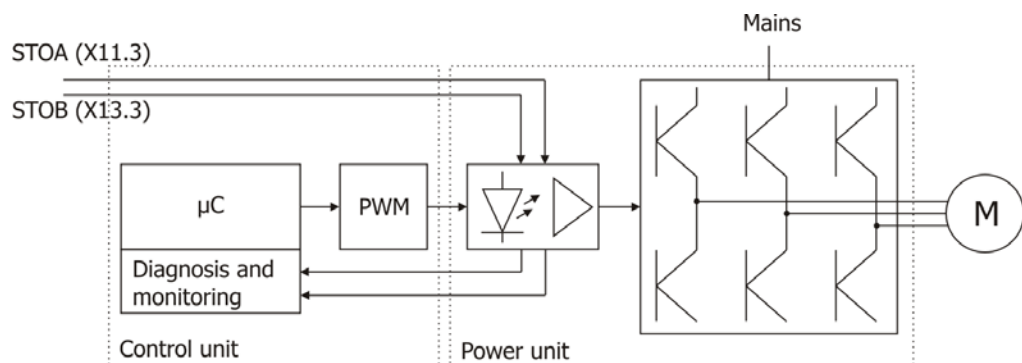 Mains
STOA (X11.3)
STOB (X13.3)
µC
PWM
M
Diagnosis and
monitoring
Control unit
Power unit